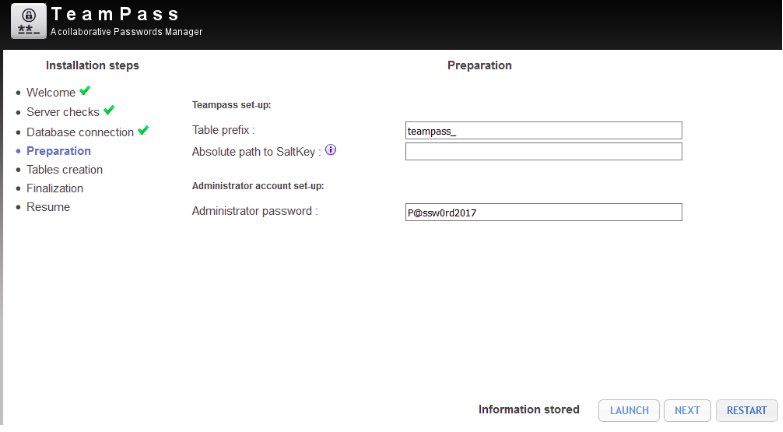 TeamPass
A collaborative Passwords Manager
Installation steps
Preparation
Welcome
Server checks
Database connection
Preparation
Tables creation
Finalization
Resume
Teampass set-up:
Table prefix : teampass_
Absolute path to SaltKey :
Administrator account set-up:
Administrator password : P@ssw0rd2017
Information stored LAUNCH NEXT RESTART